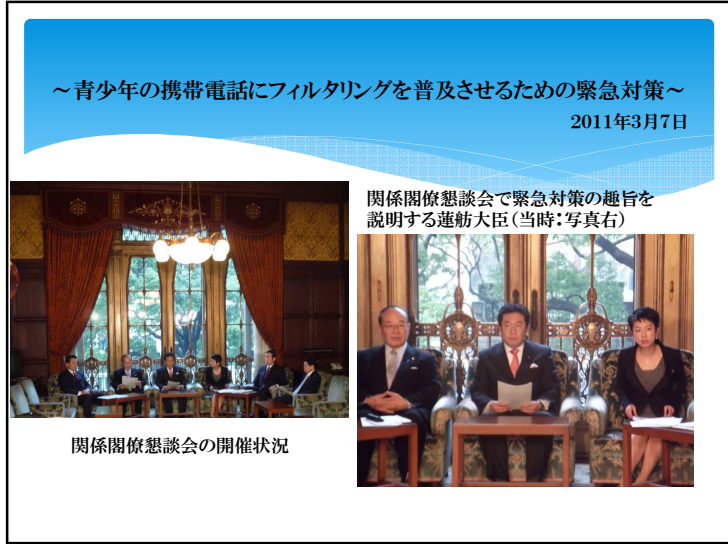 ～青少年の携帯電話にフィルタリングを普及させるための緊急対策～
2011年3月7日
関係閣僚懇談会で緊急対策の趣旨を
説明する蓮舫大臣（当時：写真右）
関係閣僚懇談会の開催状況